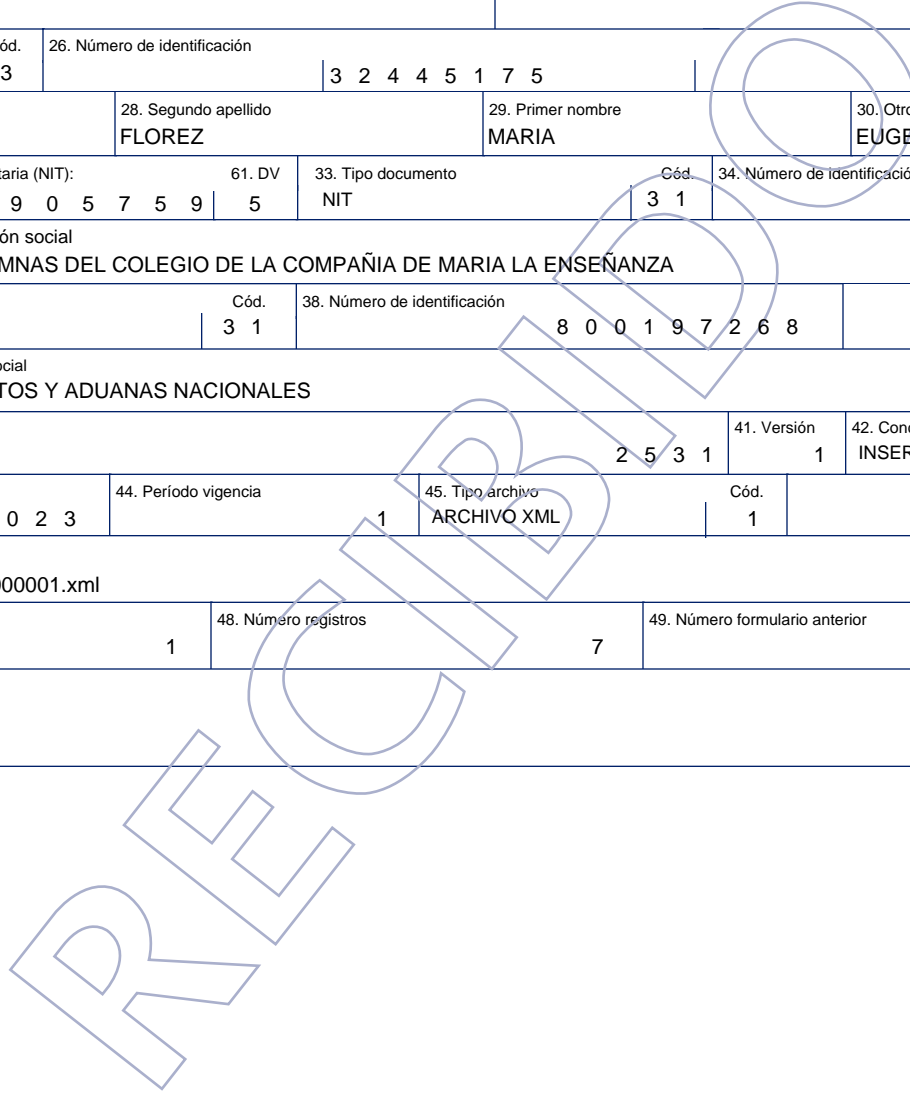 ód. 26. Número de identificación
3 3 2 4 4 5 1 7 5
28. Segundo apellido 29. Primer nombre 30. Otro
FLOREZ MARIA EUGE
taria (NIT): 61. DV 33. Tipo documento Cód. 34. Número de identificació
9 0 5 7 5 9 5 NIT 3 1
ón social
MNAS DEL COLEGIO DE LA COMPAÑIA DE MARIA LA ENSEÑANZA
Cód. 38. Número de identificación
3 1 8 0 0 1 9 7 2 6 8
ocial
TOS Y ADUANAS NACIONALES
41. Versión 42. Conc
2 5 3 1 1 INSER
44. Período vigencia 45. Tipo archivo Cód.
0 2 3 1 ARCHIVO XML 1
000001.xml
48. Número registros 49. Número formulario anterior
1 7
RECIBIDO